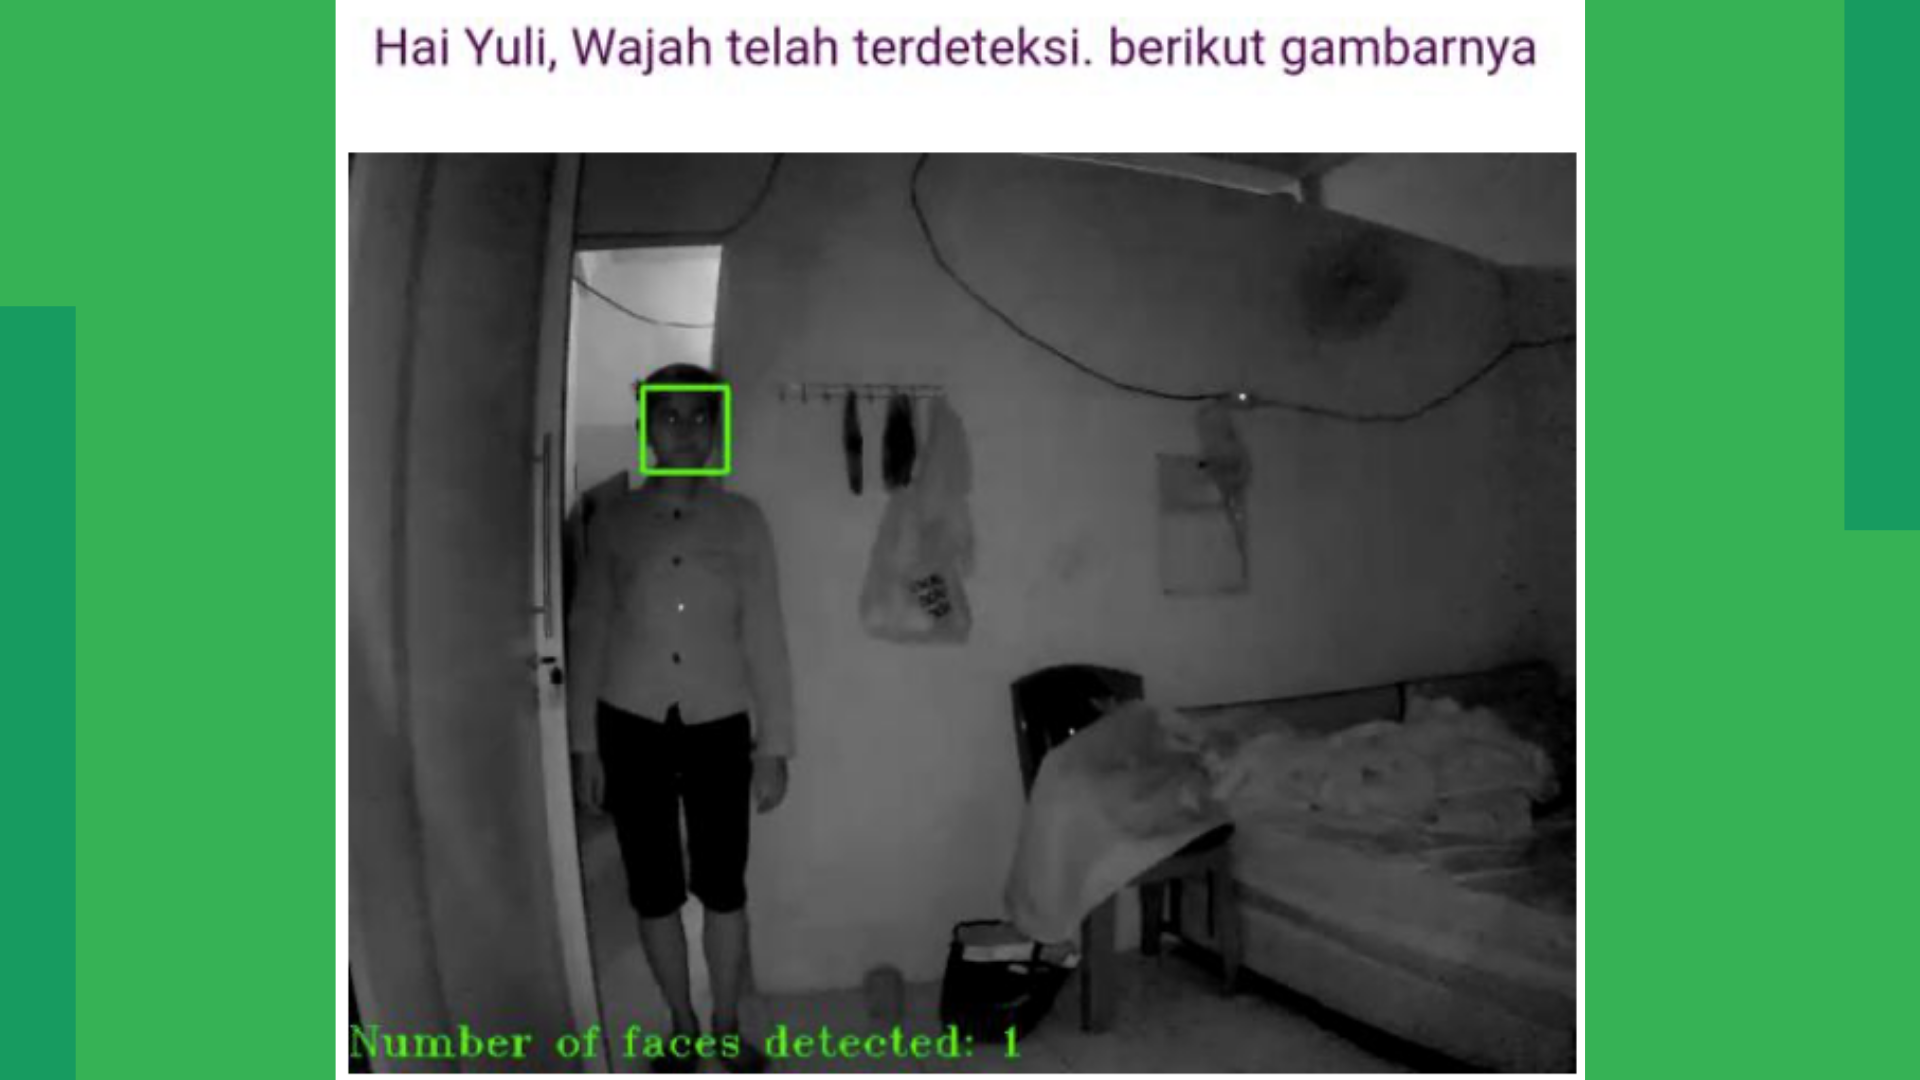 Hai Yuli, Wajah telah terdeteksi. berikut gambarnya
Number of faces detected: 1